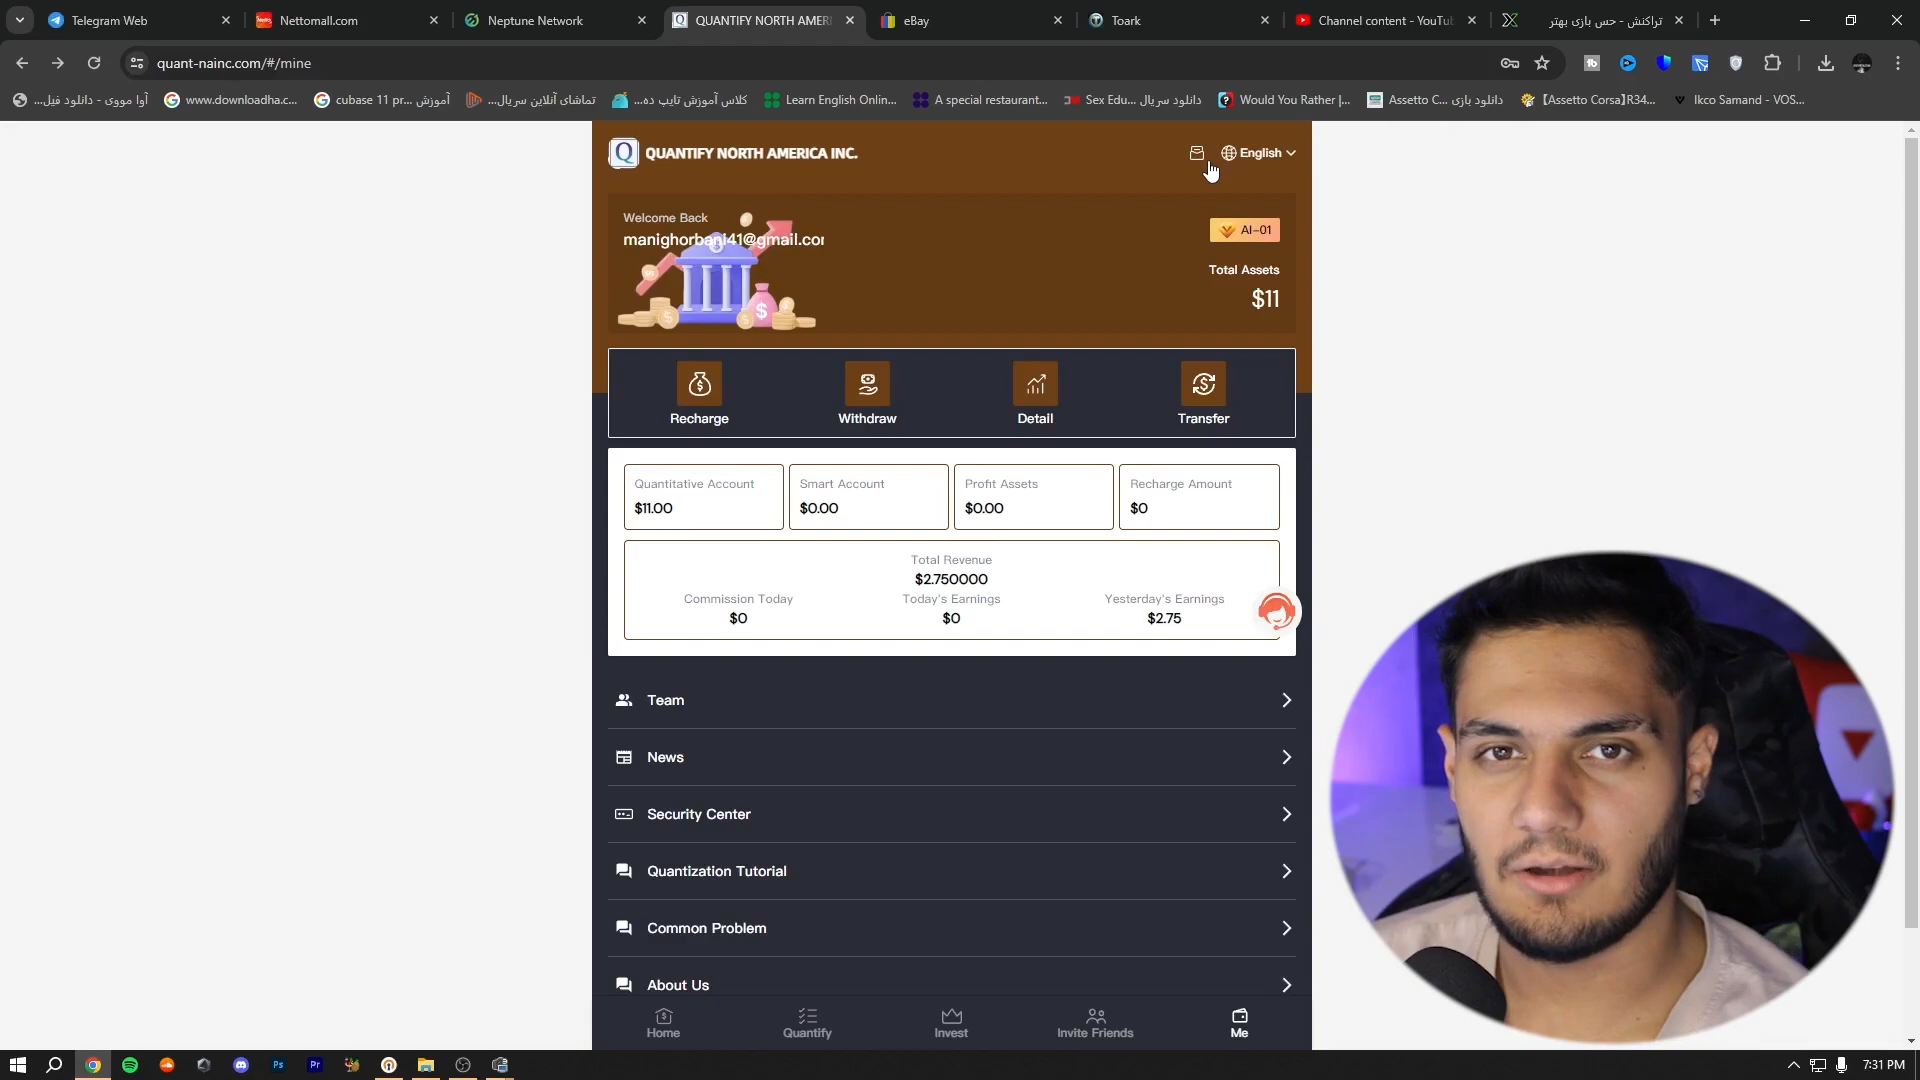 Telegram Web
Nettomall.com
Neptune Network
QUANTIFY NORTH AMERI
eBay
Toark
Channel content - YouTu
تراکنش - حس بازی بهتر
quant-nainc.com/#/mine
آوا مووی - دانلود فیل...
www.downloadha.c...
آموزش cubase 11 pr...
تماشای آنلاین سریال...
کلاس آموزش تایپ ده...
Learn English Onlin...
A special restaurant...
دانلود سریال Sex Edu...
Would You Rather |...
دانلود بازی Assetto C...
【Assetto Corsa】R34...
Ikco Samand - VOS...
Q QUANTIFY NORTH AMERICA INC.
English
Welcome Back
manighorbani41@gmail.cor
AI-01
Total Assets
$11
Recharge
Withdraw
Detail
Transfer
Quantitative Account
$11.00
Smart Account
$0.00
Profit Assets
$0.00
Recharge Amount
$0
Total Revenue
$2.750000
Commission Today
$0
Today's Earnings
$0
Yesterday's Earnings
$2.75
Team
News
Security Center
Quantization Tutorial
Common Problem
About Us
Home
Quantify
Invest
Invite Friends
Me
Ps
Pr
7:31 PM